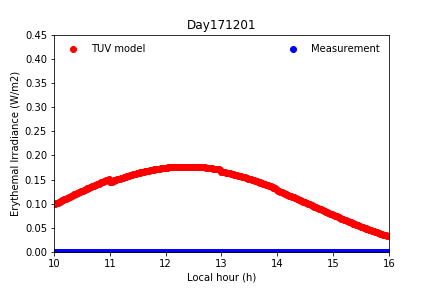 Day171201
TUV model
Measurement
Erythemal Irradiance (W/m2)
0.45
0.40
0.35
0.30
0.25
0.20
0.15
0.10
0.05
0.00
10 11 12 13 14 15 16
Local hour (h)